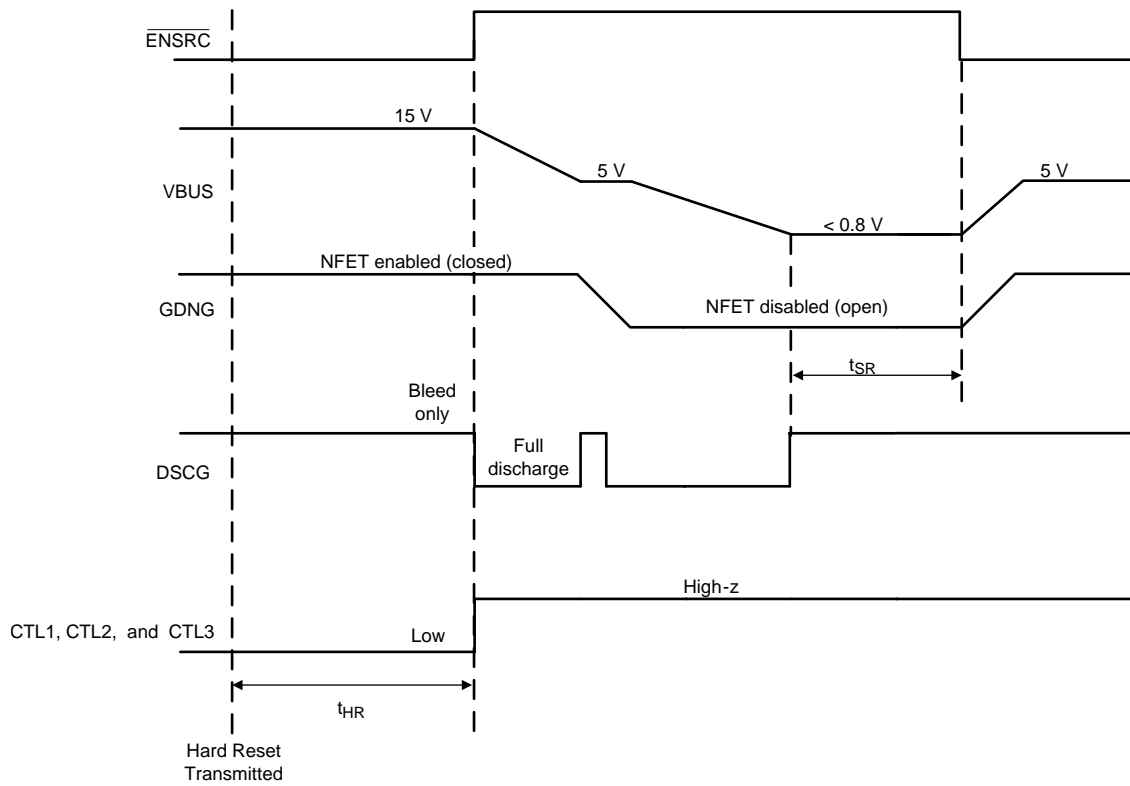 ENSRC
15 V
5 V
5 V
VBUS
< 0.8 V
NFET enabled (closed)
GDNG
NFET disabled (open)
tSR
Bleed
only
Full
discharge
DSCG
High-z
CTL1, CTL2, and CTL3
Low
tHR
Hard Reset
Transmitted